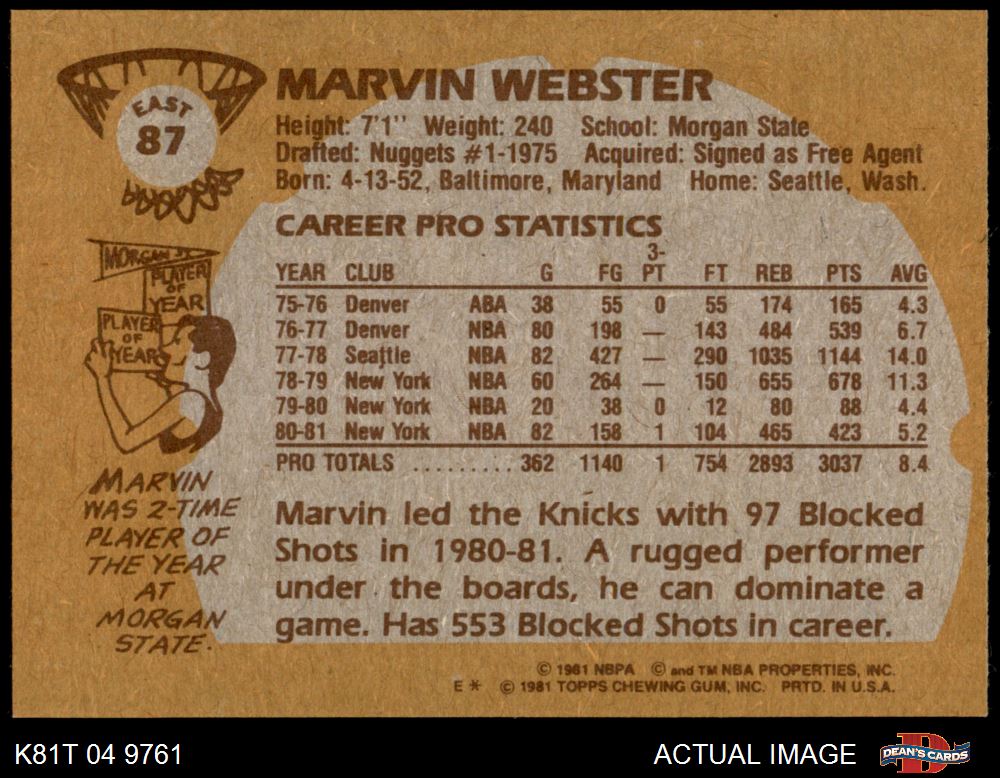 EAST
87
MARVIN WEBSTER
Height: 7'1'' Weight: 240 School: Morgan State
Drafted: Nuggets #1-1975 Acquired: Signed as Free Agent
Born: 4-13-52, Baltimore, Maryland Home: Seattle, Wash.
CAREER PRO STATISTICS
YEAR CLUB G FG 3-PT FT REB PTS AVG
75-76 Denver ABA 38 55 0 55 174 165 4.3
76-77 Denver NBA 80 198 — 143 484 539 6.7
77-78 Seattle NBA 82 427 — 290 1035 1144 14.0
78-79 New York NBA 60 264 — 150 655 678 11.3
79-80 New York NBA 20 38 0 12 80 88 4.4
80-81 New York NBA 82 158 1 104 465 423 5.2
PRO TOTALS ......... 362 1140 1 754 2893 3037 8.4
MORGAN ST.
PLAYER
OF
YEAR
PLAYER
OF
YEAR
MARVIN
WAS 2-TIME
PLAYER OF
THE YEAR
AT
MORGAN
STATE.
Marvin led the Knicks with 97 Blocked
Shots in 1980-81. A rugged performer
under the boards, he can dominate a
game. Has 553 Blocked Shots in career.
© 1981 NBPA © and TM NBA PROPERTIES, INC.
E * © 1981 TOPPS CHEWING GUM, INC. PRTD. IN U.S.A.
K81T 04 9761
ACTUAL IMAGE
DEAN'S CARDS